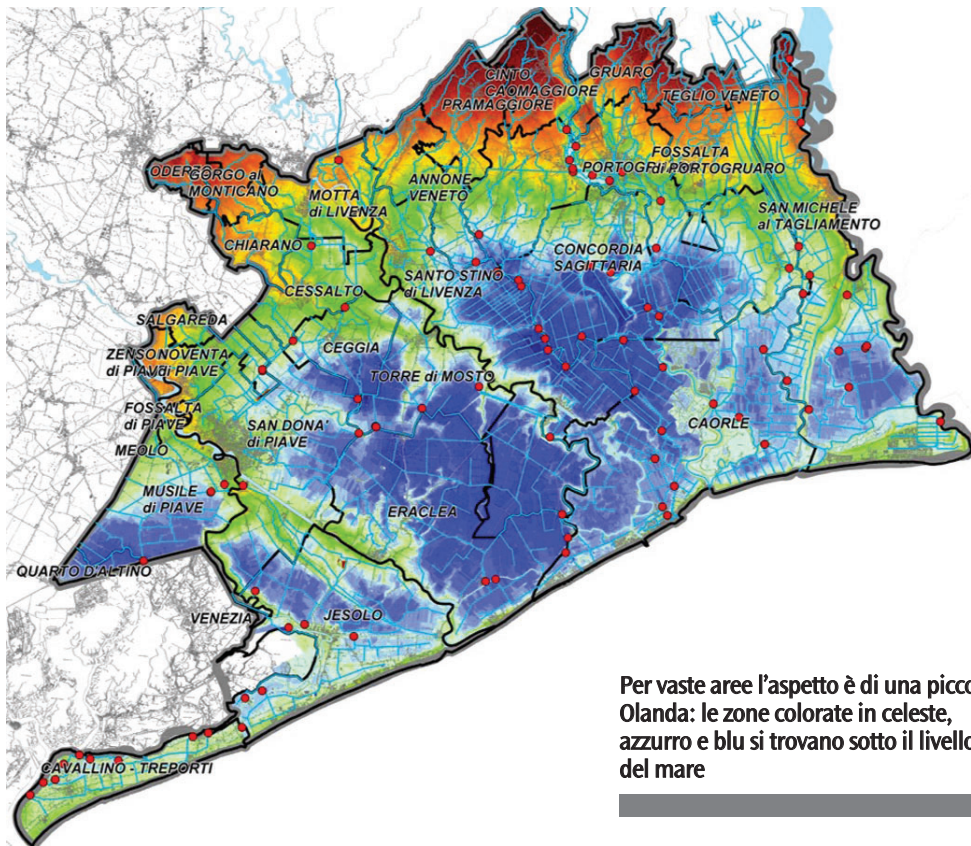 CINTO
CAOMAGGIORE
GRUARO
PRAMAGGIORE
TEGLIO VENETO
GORGO al
MONTICANO
MOTTA
di LIVENZA
ANNONE
VENETO
FOSSALTA
di PORTOGRUARO
SAN MICHELE
al TAGLIAMENTO
CHIARANO
CONCORDIA
SAGITTARIA
SANTO STINO
di LIVENZA
CESSALTO
SALGAREDA
CEGGIA
ZENSO
di PIAVE
NOVENTA
di PIAVE
TORRE di MOSTO
FOSSALTA
di PIAVE
SAN DONA'
di PIAVE
CAORLE
MEOLO
MUSILE
di PIAVE
ERACLEA
QUARTO D'ALTINO
VENEZIA
JESOLO
CAVALLINO - TREPORTI
Per vaste aree l'aspetto è di una picco
Olanda: le zone colorate in celeste,
azzurro e blu si trovano sotto il livello
del mare